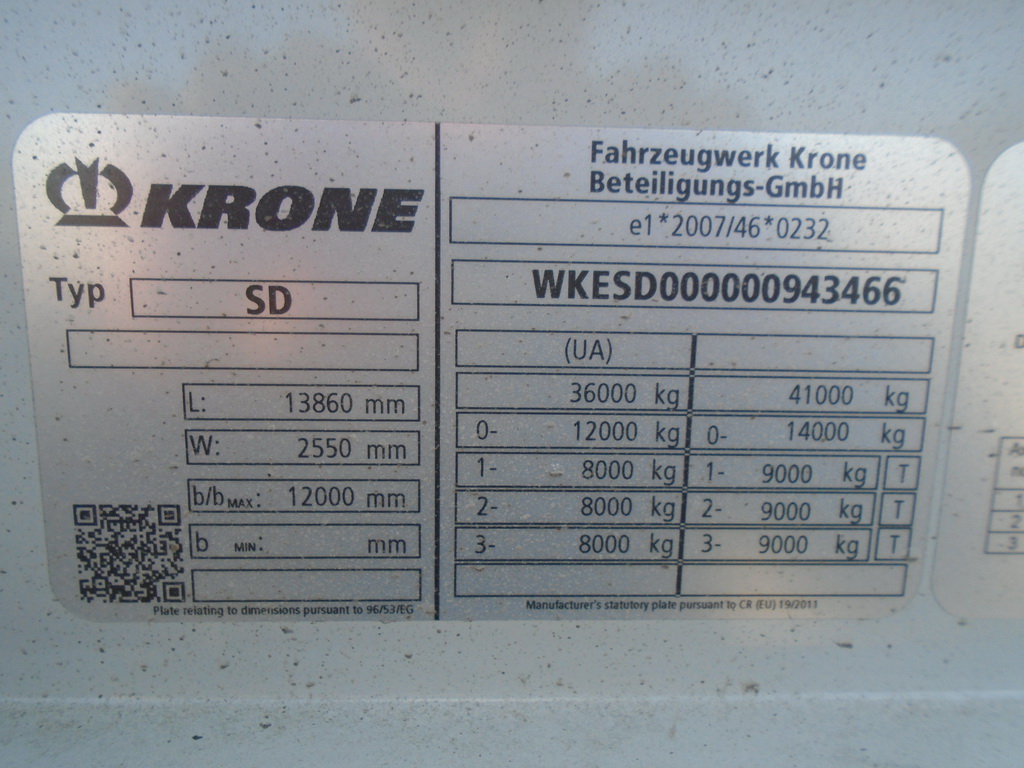 KRONE
Typ SD
L: 13860 mm
W: 2550 mm
b/bMAX: 12000 mm
b MIN: mm
Plate relating to dimensions pursuant to 96/53/EG
Fahrzeugwerk Krone
Beteiligungs-GmbH
e1*2007/46*0232
WKESD000000943466
(UA)
36000 kg 41000 kg
0- 12000 kg 0- 14000 kg
1- 8000 kg 1- 9000 kg T
2- 8000 kg 2- 9000 kg T
3- 8000 kg 3- 9000 kg T
Manufacturer's statutory plate pursuant to CR (EU) 19/2011
1
2
3